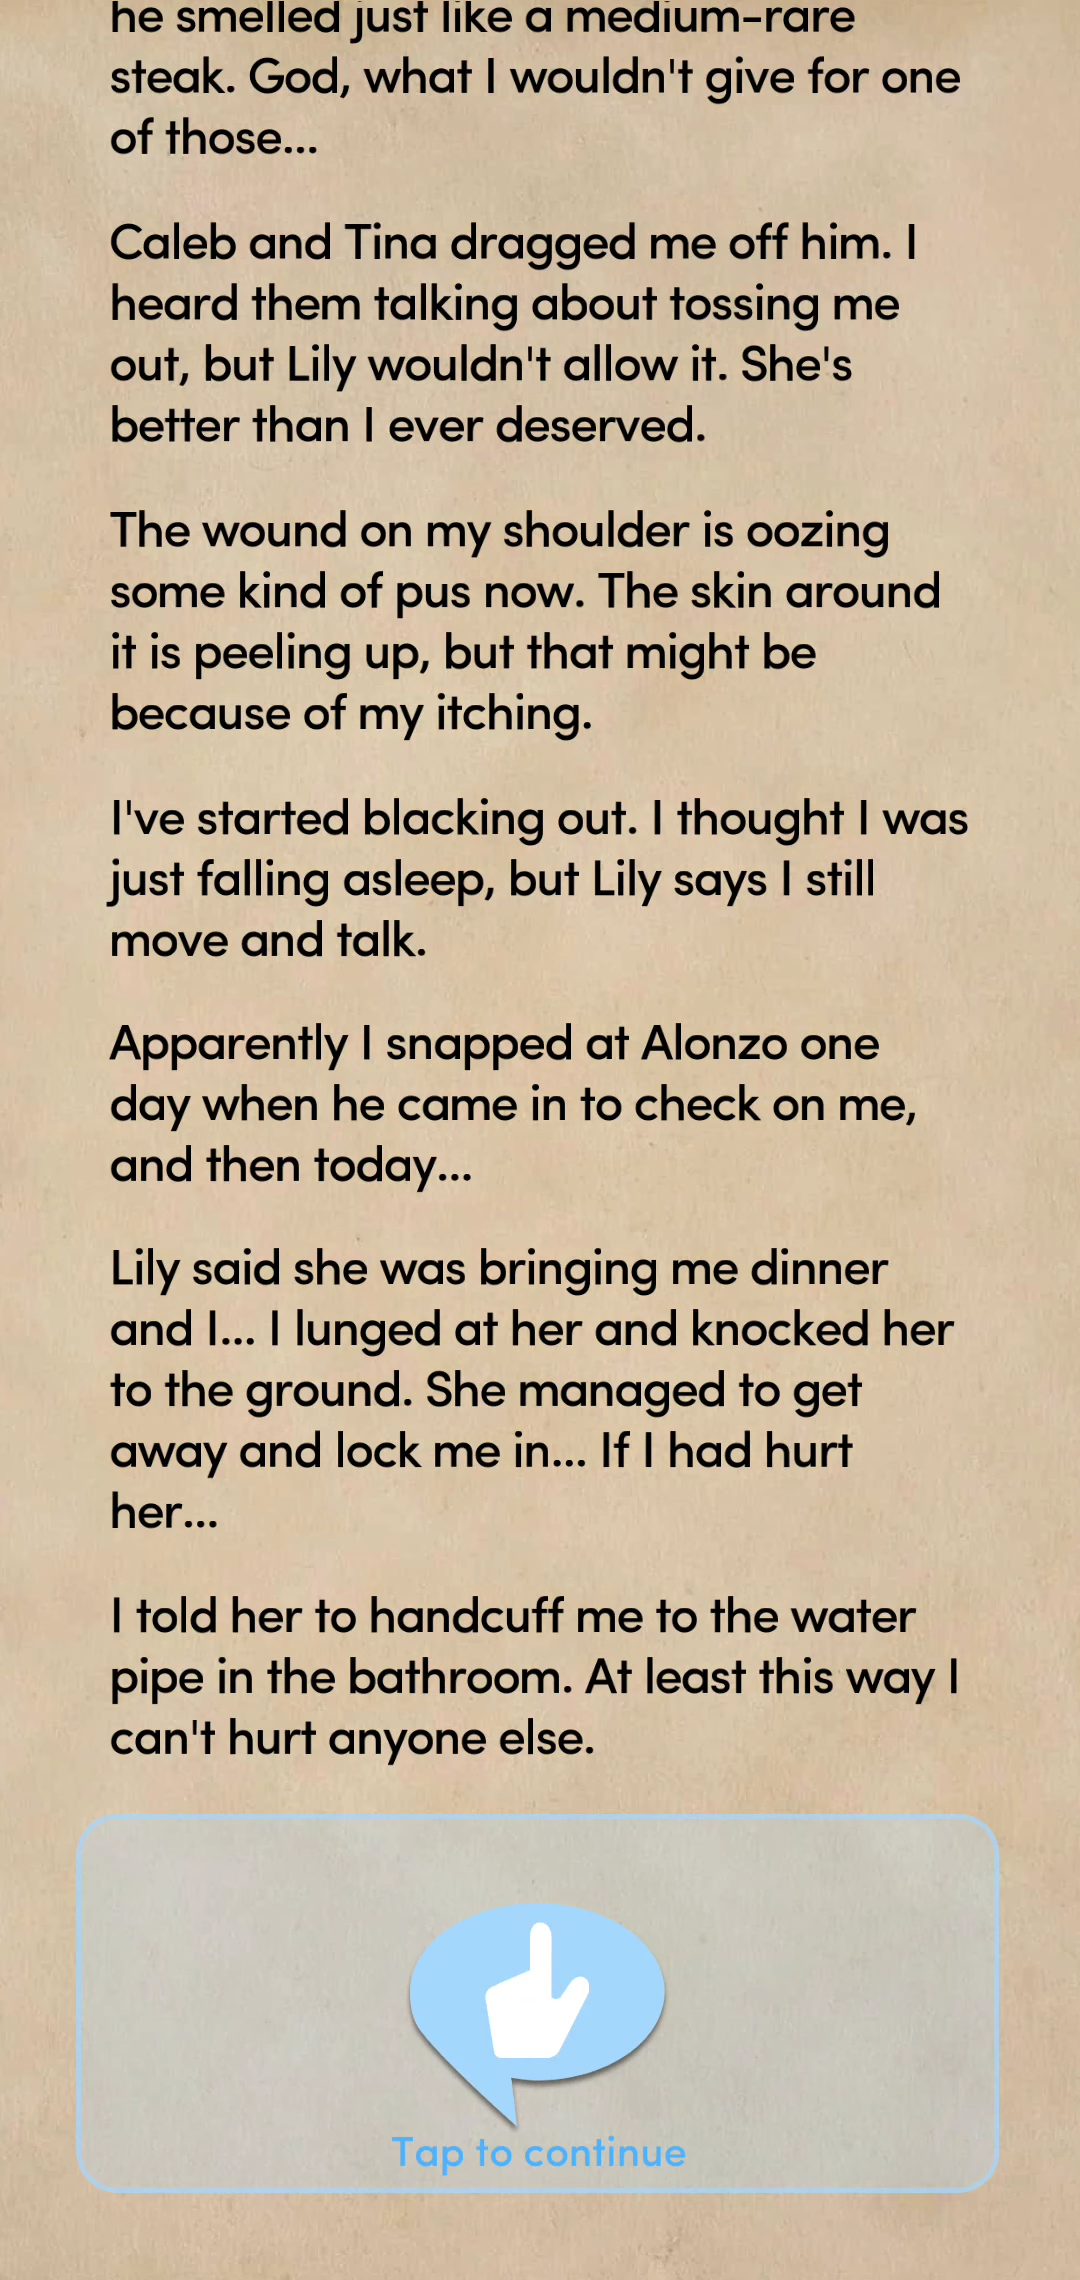 he smelled just like a medium-rare
steak. God, what I wouldn't give for one
of those...
Caleb and Tina dragged me off him. I
heard them talking about tossing me
out, but Lily wouldn't allow it. She's
better than I ever deserved.
The wound on my shoulder is oozing
some kind of pus now. The skin around
it is peeling up, but that might be
because of my itching.
I've started blacking out. I thought I was
just falling asleep, but Lily says I still
move and talk.
Apparently I snapped at Alonzo one
day when he came in to check on me,
and then today...
Lily said she was bringing me dinner
and I... I lunged at her and knocked her
to the ground. She managed to get
away and lock me in... If I had hurt
her...
I told her to handcuff me to the water
pipe in the bathroom. At least this way I
can't hurt anyone else.
Tap to continue